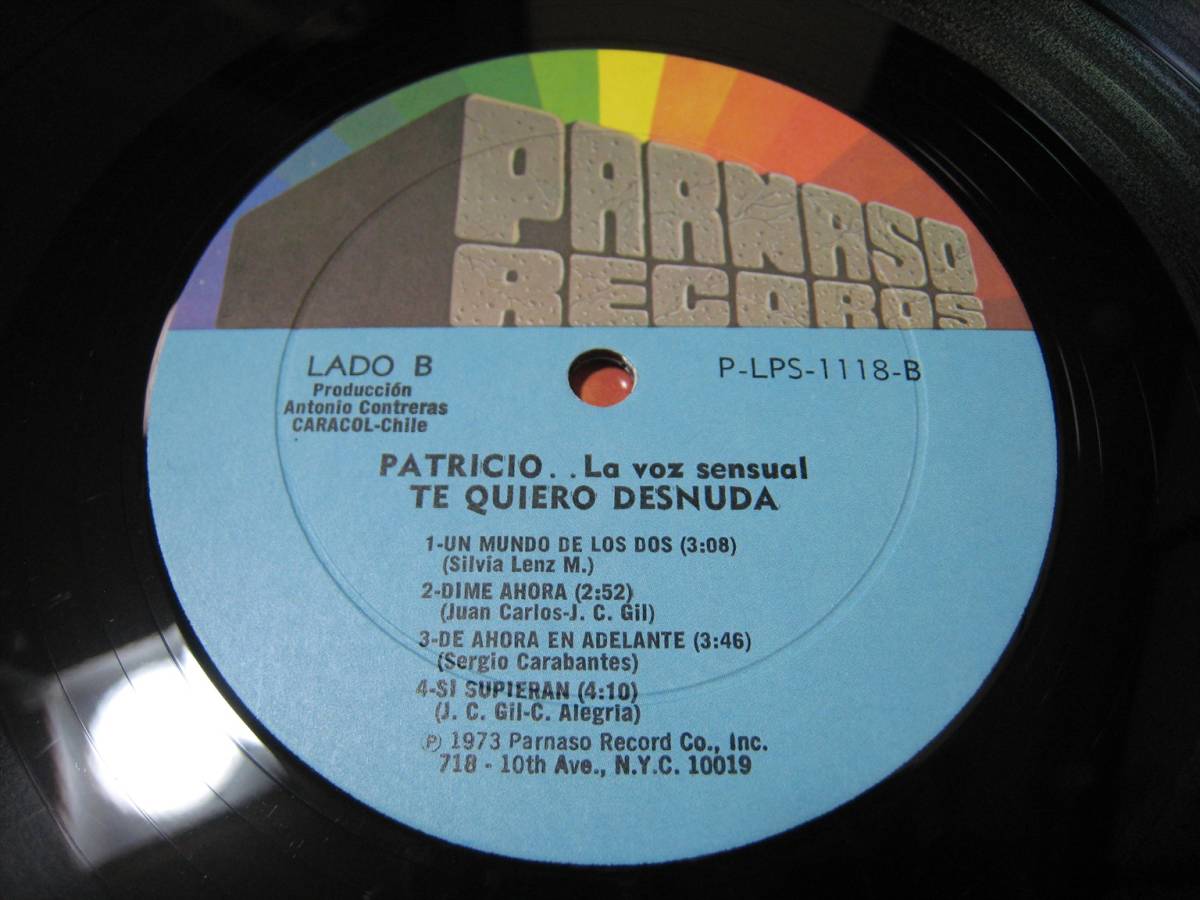 PARNASO
RECORDS
LADO B
P-LPS-1118-B
Producción
Antonio Contreras
CARACOL-Chile
PATRICIO. . La voz sensual
TE QUIERO DESNUDA
1-UN MUNDO DE LOS DOS (3:08)
(Silvia Lenz M.)
2-DIME AHORA (2:52)
(Juan Carlos-J. C. Gil)
3-DE AHORA EN ADELANTE (3:46)
(Sergio Carabantes)
4-SI SUPIERAN (4:10)
(J. C. Gil-C. Alegria)
℗ 1973 Parnaso Record Co., Inc.
718 - 10th Ave., N.Y.C. 10019